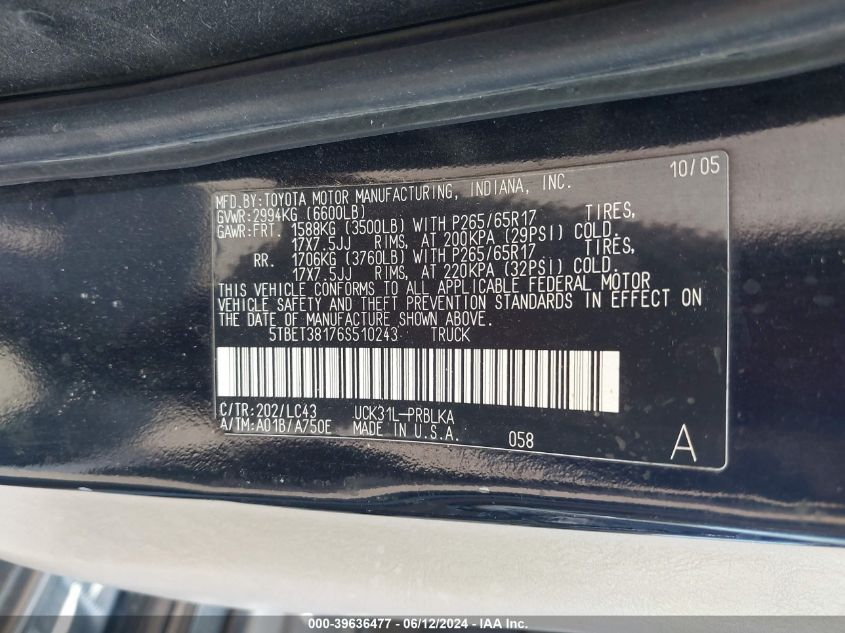 MFD.BY:TOYOTA MOTOR MANUFACTURING, INDIANA, INC. 10/05
GVWR:2994KG (6600LB)
GAWR:FRT. 1588KG (3500LB) WITH P265/65R17 TIRES,
17X7.5JJ RIMS, AT 200KPA (29PSI) COLD.
RR. 1706KG (3760LB) WITH P265/65R17 TIRES,
17X7.5JJ RIMS, AT 220KPA (32PSI) COLD.
THIS VEHICLE CONFORMS TO ALL APPLICABLE FEDERAL MOTOR
VEHICLE SAFETY AND THEFT PREVENTION STANDARDS IN EFFECT ON
THE DATE OF MANUFACTURE SHOWN ABOVE.
5TBET38176S510243 TRUCK
C/TR:202/LC43 UCK31L-PRBLKA
A/TM:A01B/A750E MADE IN U.S.A. 058 A
000-39636477 - 06/12/2024 - IAA Inc.